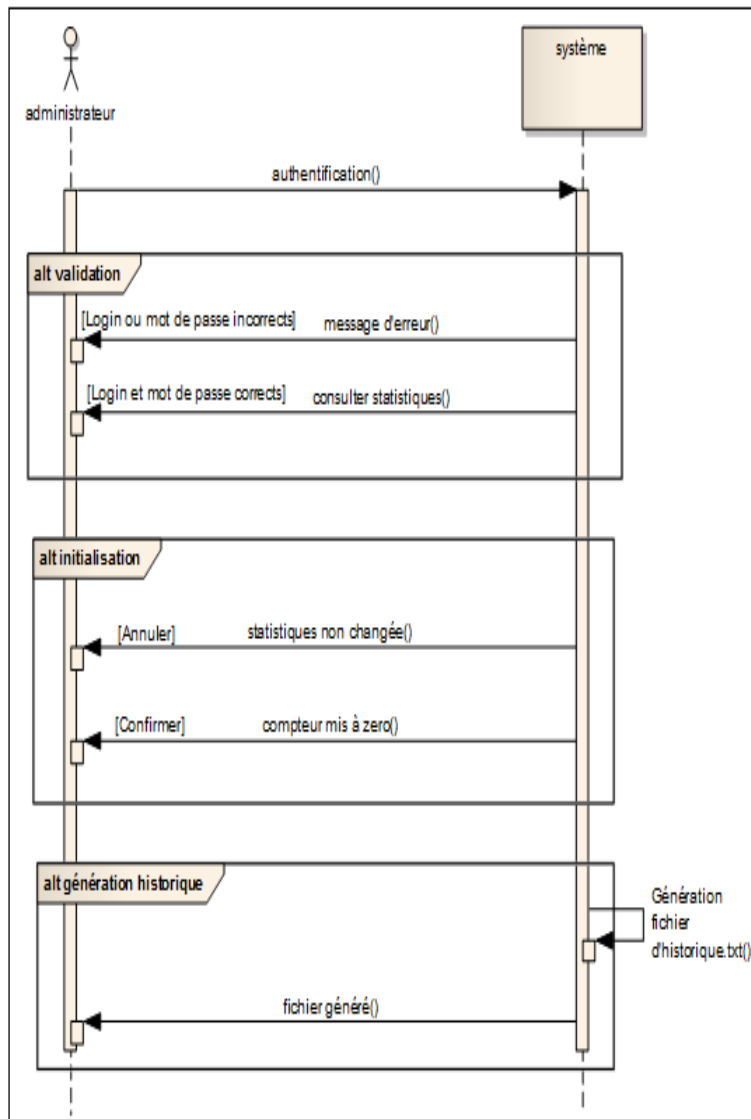 système
administrateur
authentification()
alt validation
[Login ou mot de passe incorrects] message d'erreur()
[Login et mot de passe corrects] consulter statistiques()
alt initialisation
[Annuler] statistiques non changée()
[Confirmer] compteur mis à zero()
alt génération historique
Génération
fichier
d'historique.txt()
fichier généré()